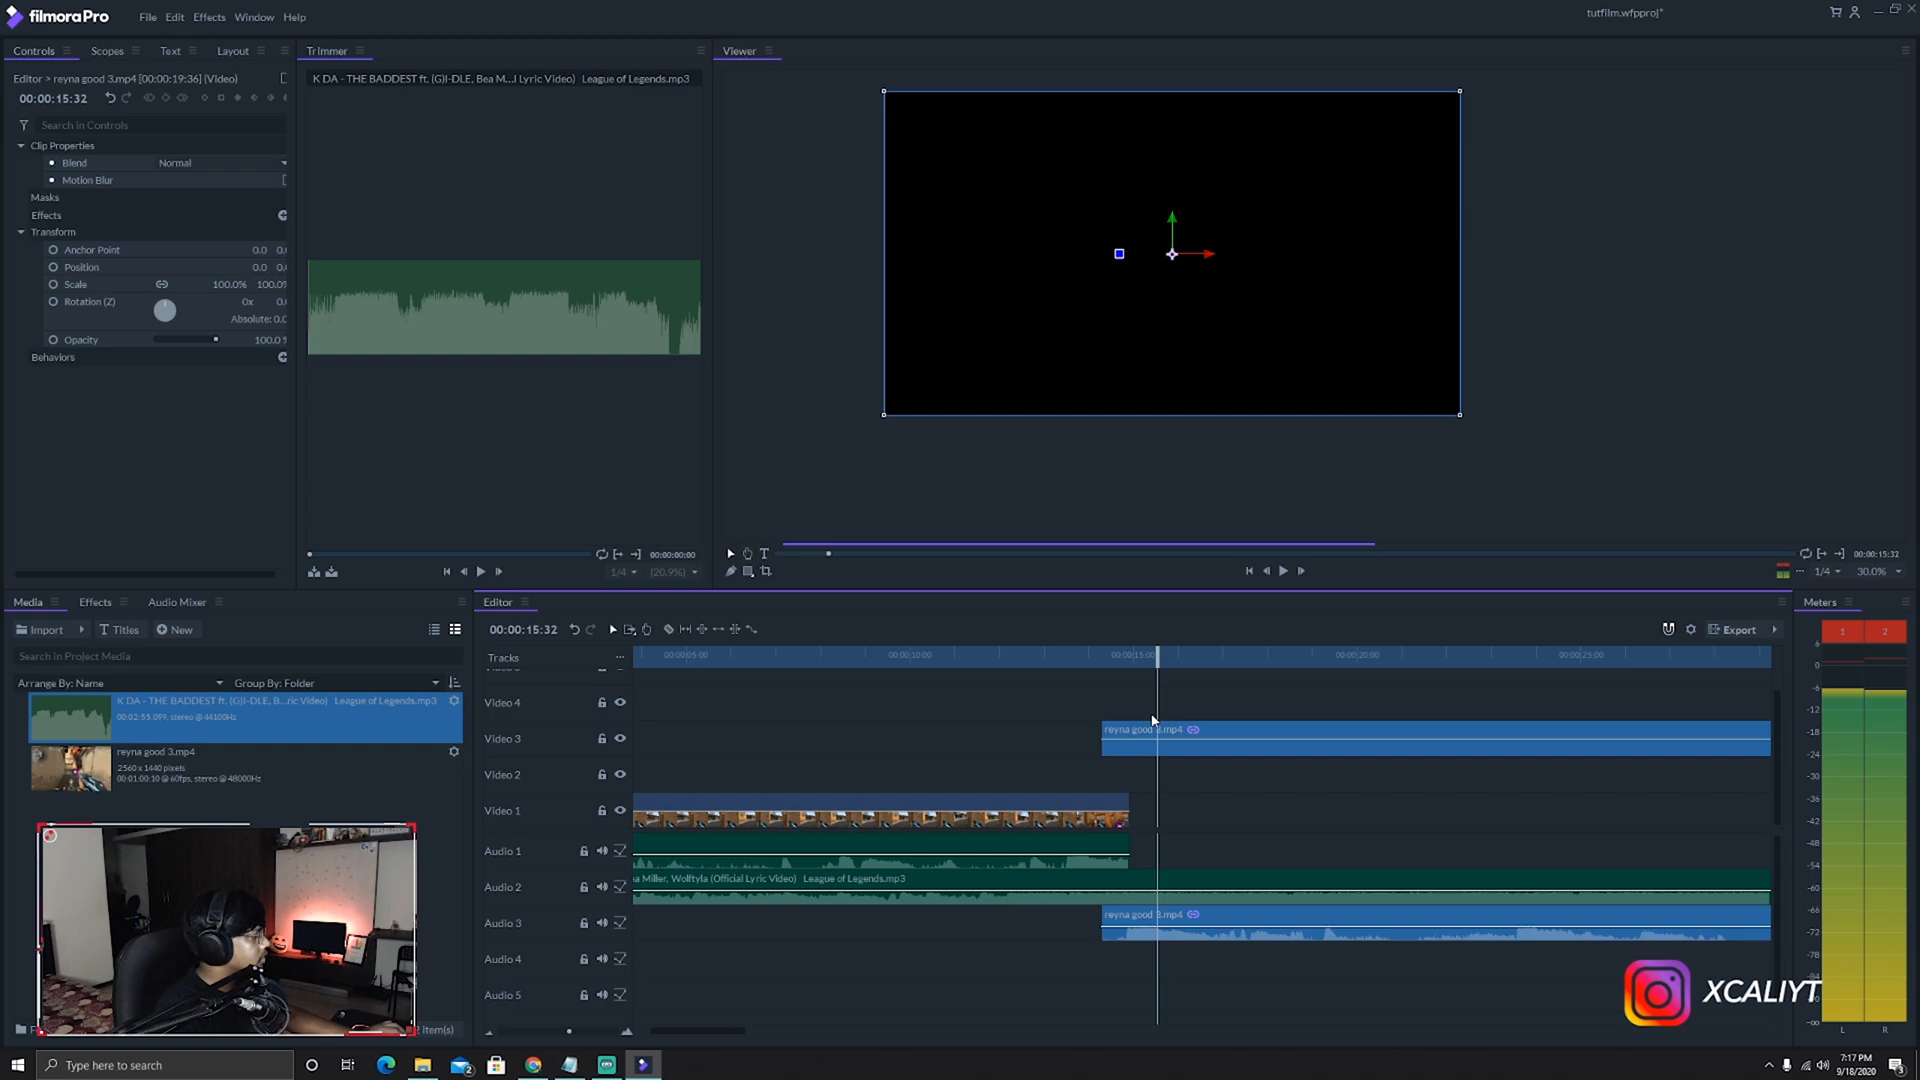 filmoraPro
File Edit Effects Window Help
tutfilm.wfpproj*
Controls Scopes Text Layout
Trimmer
Viewer
Editor > reyna good 3.mp4 [00:00:19:36] (Video)
K DA - THE BADDEST ft. (G)I-DLE, Bea M...l Lyric Video) League of Legends.mp3
00:00:15:32
Search in Controls
Clip Properties
Blend Normal
Motion Blur
Masks
Effects
Transform
Anchor Point 0.0
Position 0.0
Scale 100.0% 100.0%
Rotation (Z) 0x
Absolute: 0.0
Opacity 100.0 %
Behaviors
00:00:00:00
1/4 (20.9%)
00:00:15:32
1/4 30.0%
Media Effects Audio Mixer
Import Titles New
Search in Project Media
Arrange By: Name Group By: Folder
K DA - THE BADDEST ft. (G)I-DLE, B...ric Video) League of Legends.mp3
00:02:55.099, stereo @ 44100Hz
reyna good 3.mp4
2560 x 1440 pixels
00:01:00:10 @ 60fps, stereo @ 48000Hz
item(s)
Editor
00:00:15:32
Export
Tracks
00:00:05:00 00:00:10:00 00:00:15:00 00:00:20:00 00:00:25:00
Video 4
Video 3
reyna good 3.mp4
Video 2
Video 1
Audio 1
Audio 2
a Miller, Wolftyla (Official Lyric Video) League of Legends.mp3
Audio 3
reyna good 3.mp4
Audio 4
Audio 5
Meters
1 2
6
0
-6
-12
-18
-24
-30
-36
-42
-48
-54
-60
-66
-72
-78
-84
-90
-∞
L R
XCALIYT
Type here to search
7:17 PM
9/18/2020